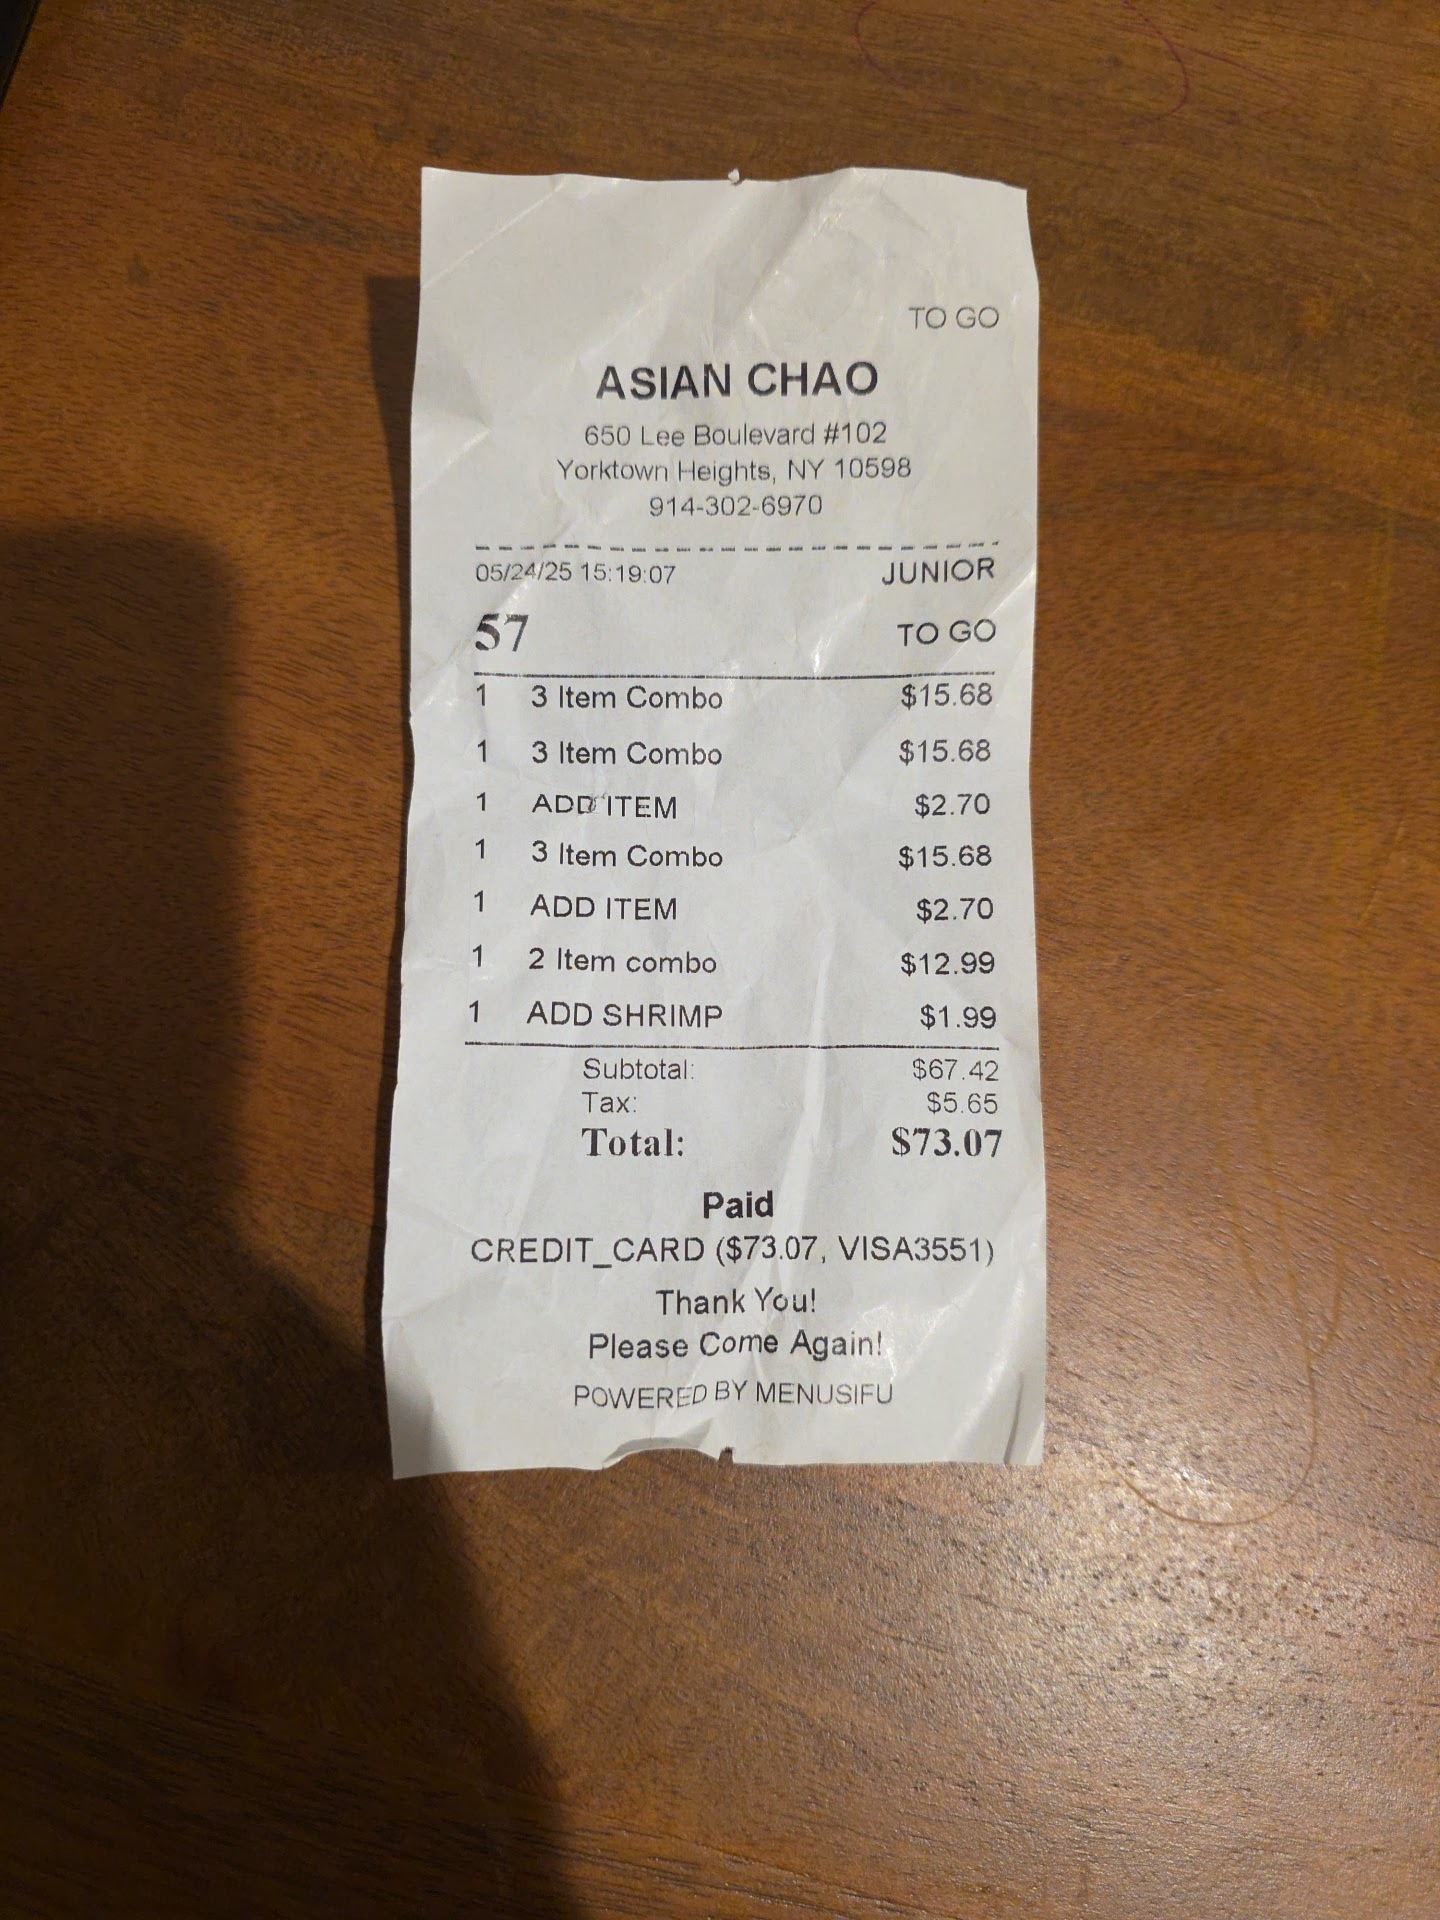 TO GO
ASIAN CHAO
650 Lee Boulevard #102
Yorktown Heights, NY 10598
914-302-6970
05/24/25 15:19:07 JUNIOR
57 TO GO
1 3 Item Combo $15.68
1 3 Item Combo $15.68
1 ADD ITEM $2.70
1 3 Item Combo $15.68
1 ADD ITEM $2.70
1 2 Item combo $12.99
1 ADD SHRIMP $1.99
Subtotal: $67.42
Tax: $5.65
Total: $73.07
Paid
CREDIT_CARD ($73.07, VISA3551)
Thank You!
Please Come Again!
POWERED BY MENUSIFU